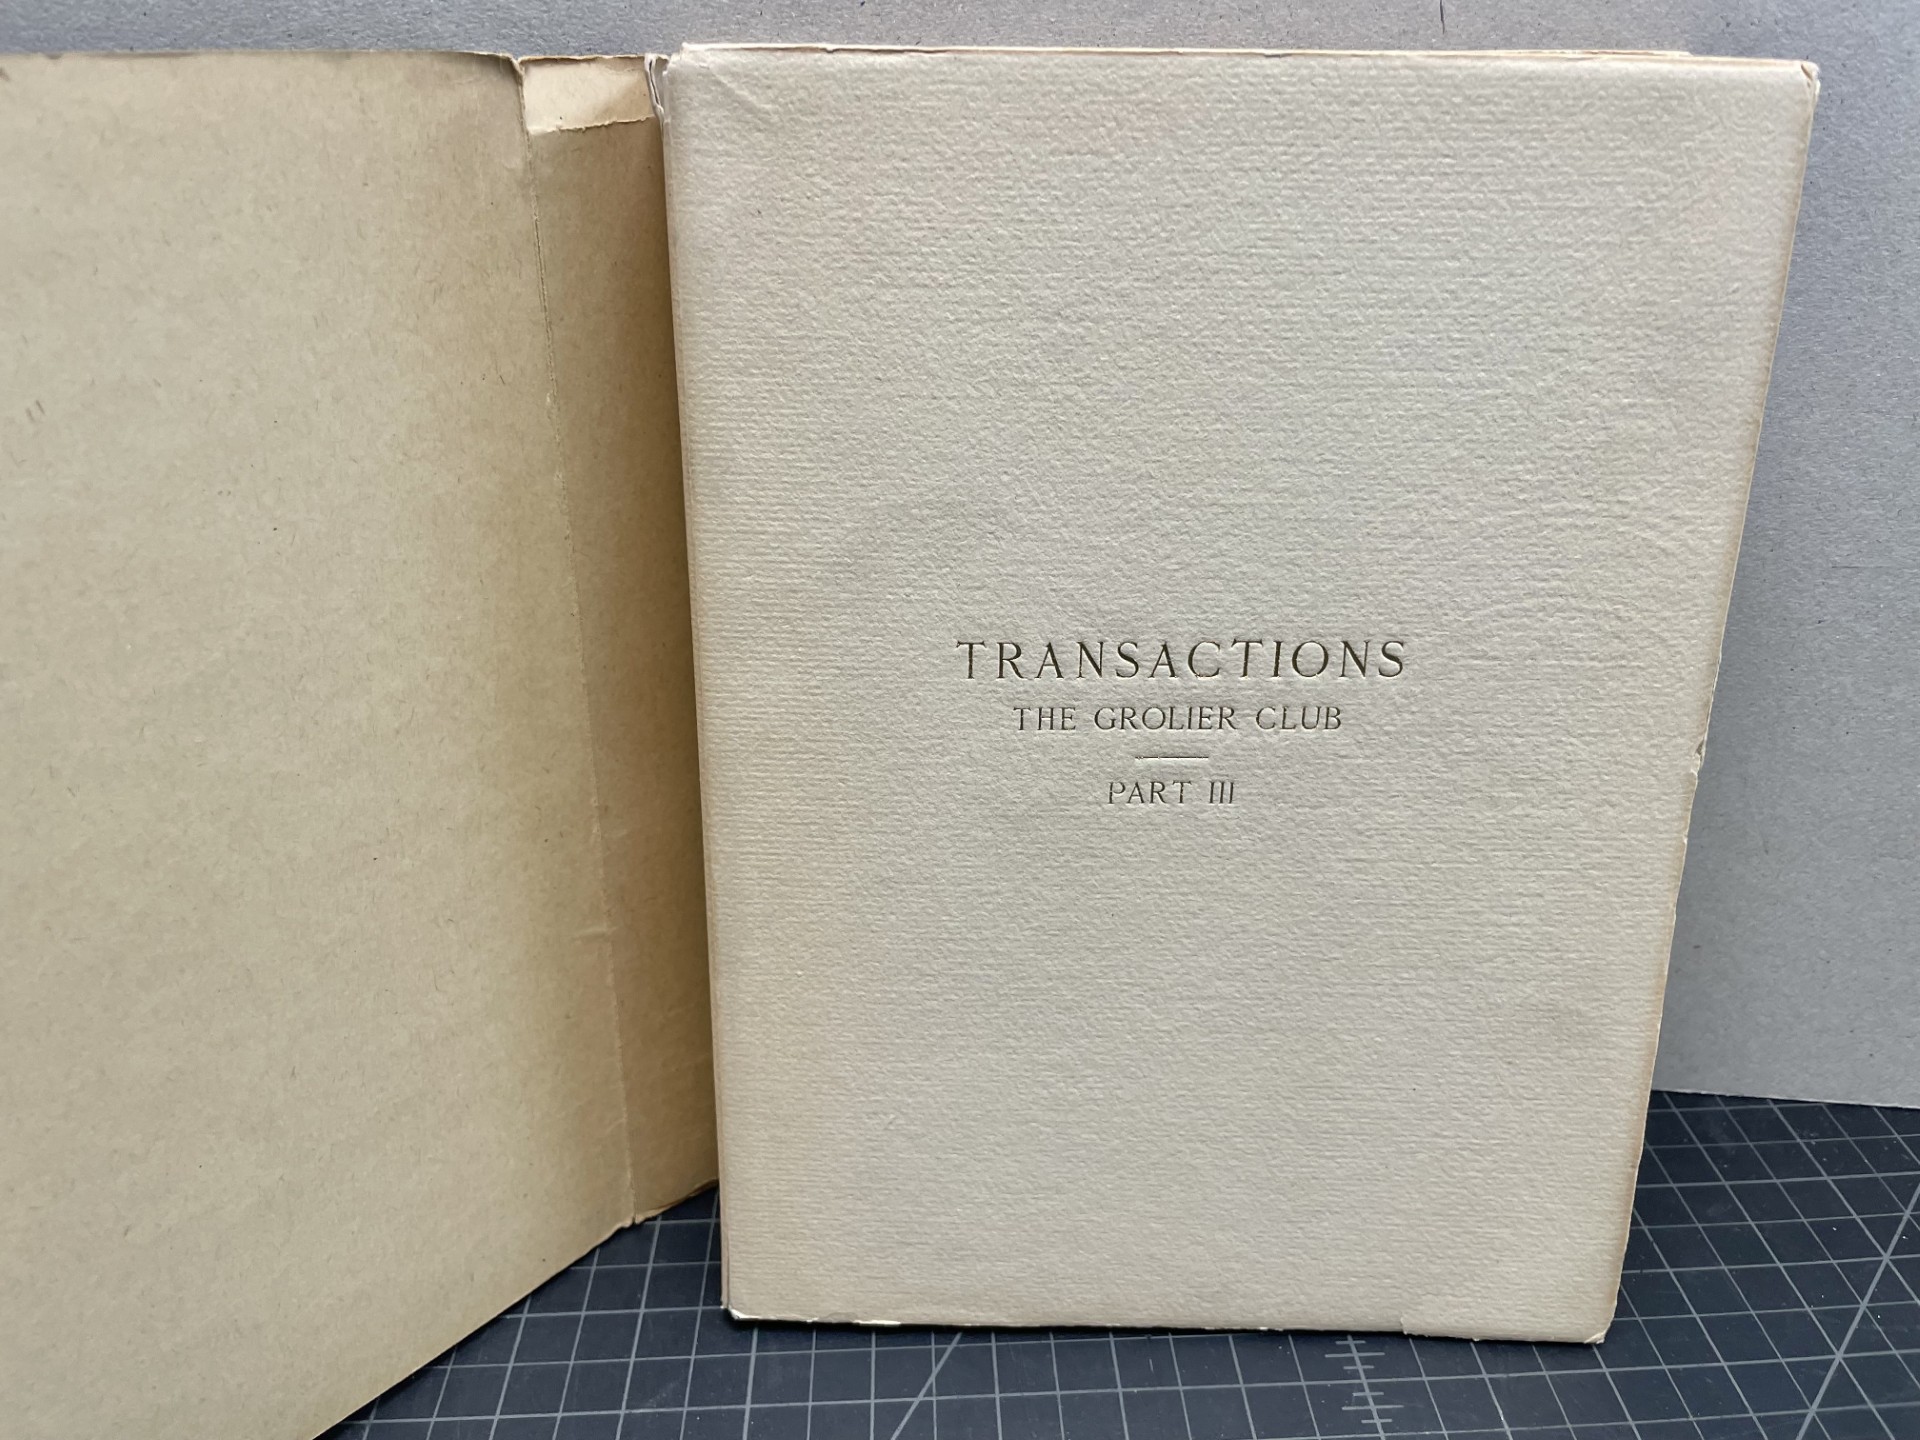 TRANSACTIONS
THE GROLIER CLUB
PART III